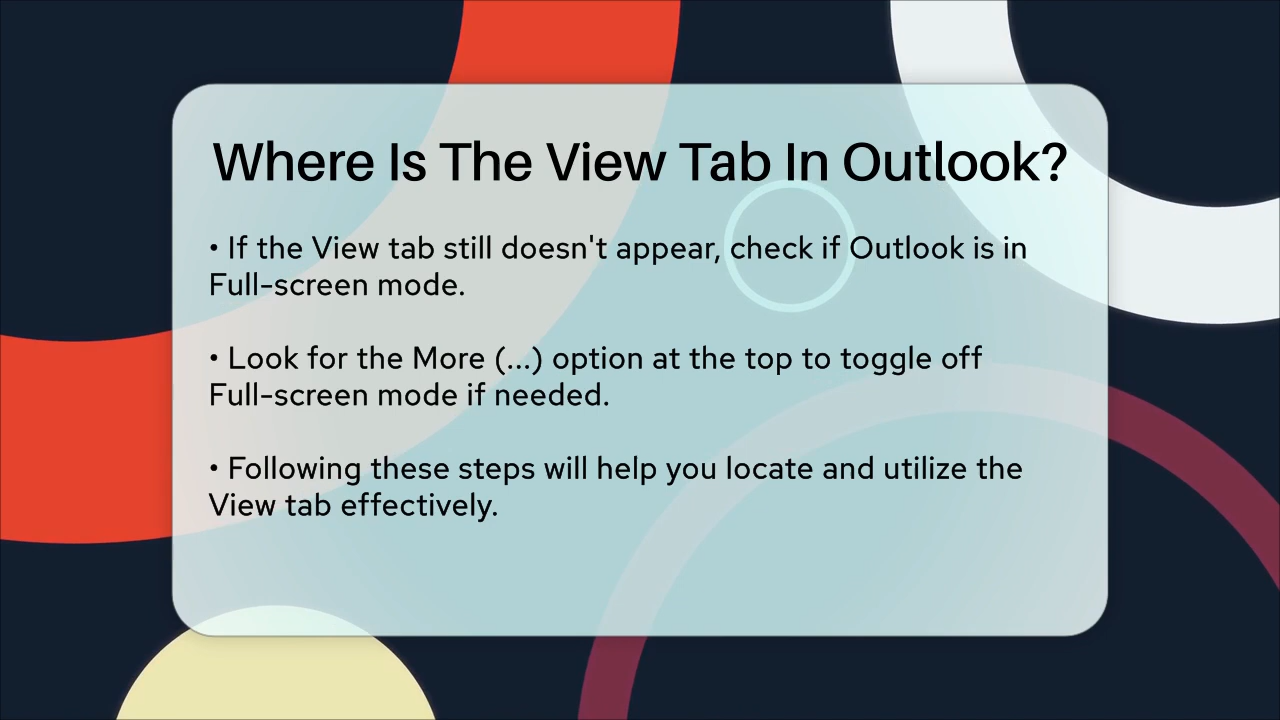 Where Is The View Tab In Outlook?
• If the View tab still doesn't appear, check if Outlook is in
Full-screen mode.
• Look for the More (...) option at the top to toggle off
Full-screen mode if needed.
• Following these steps will help you locate and utilize the
View tab effectively.